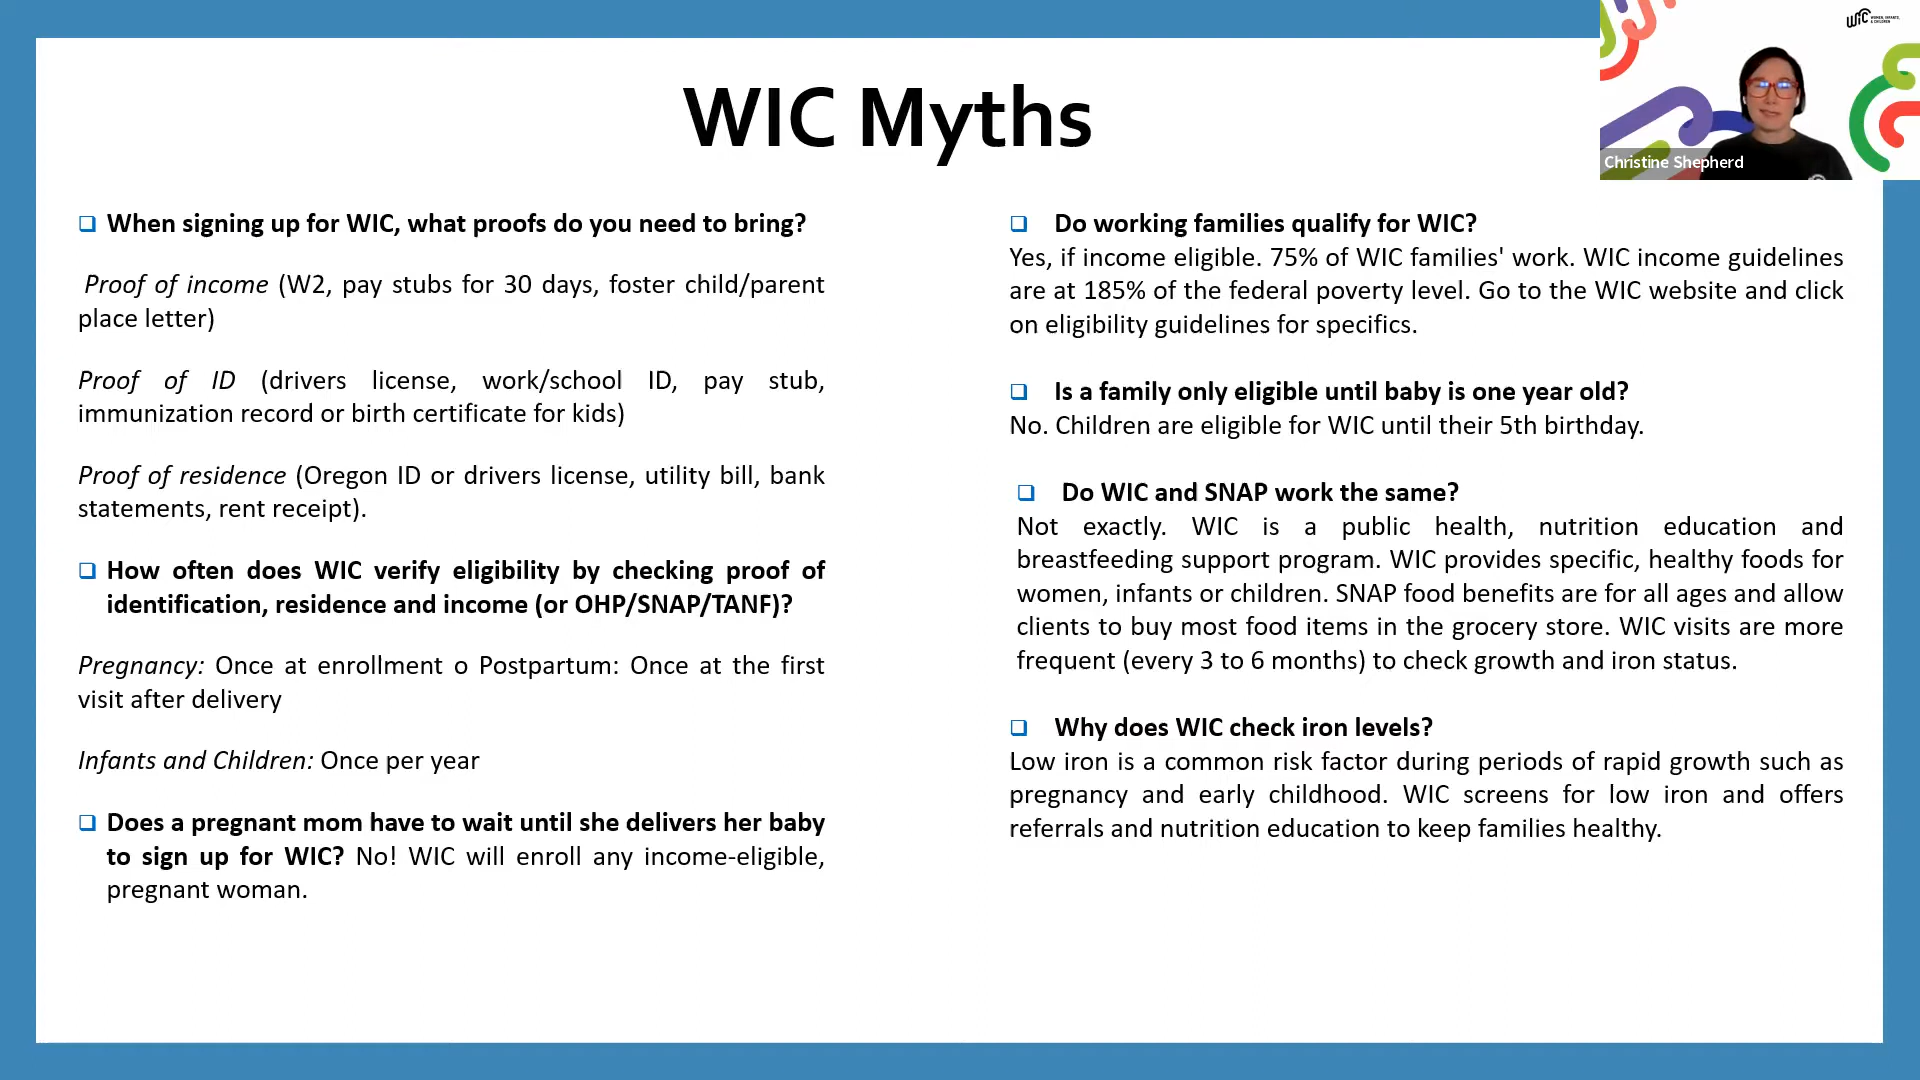 WIC Myths
❑ When signing up for WIC, what proofs do you need to bring?
Proof of income (W2, pay stubs for 30 days, foster child/parent
place letter)
Proof of ID (drivers license, work/school ID, pay stub,
immunization record or birth certificate for kids)
Proof of residence (Oregon ID or drivers license, utility bill, bank
statements, rent receipt).
❑ How often does WIC verify eligibility by checking proof of
identification, residence and income (or OHP/SNAP/TANF)?
Pregnancy: Once at enrollment o Postpartum: Once at the first
visit after delivery
Infants and Children: Once per year
❑ Does a pregnant mom have to wait until she delivers her baby
to sign up for WIC? No! WIC will enroll any income-eligible,
pregnant woman.
❑ Do working families qualify for WIC?
Yes, if income eligible. 75% of WIC families' work. WIC income guidelines
are at 185% of the federal poverty level. Go to the WIC website and click
on eligibility guidelines for specifics.
❑ Is a family only eligible until baby is one year old?
No. Children are eligible for WIC until their 5th birthday.
❑ Do WIC and SNAP work the same?
Not exactly. WIC is a public health, nutrition education and
breastfeeding support program. WIC provides specific, healthy foods for
women, infants or children. SNAP food benefits are for all ages and allow
clients to buy most food items in the grocery store. WIC visits are more
frequent (every 3 to 6 months) to check growth and iron status.
❑ Why does WIC check iron levels?
Low iron is a common risk factor during periods of rapid growth such as
pregnancy and early childhood. WIC screens for low iron and offers
referrals and nutrition education to keep families healthy.
WIC WOMEN, INFANTS,
& CHILDREN
Christine Shepherd